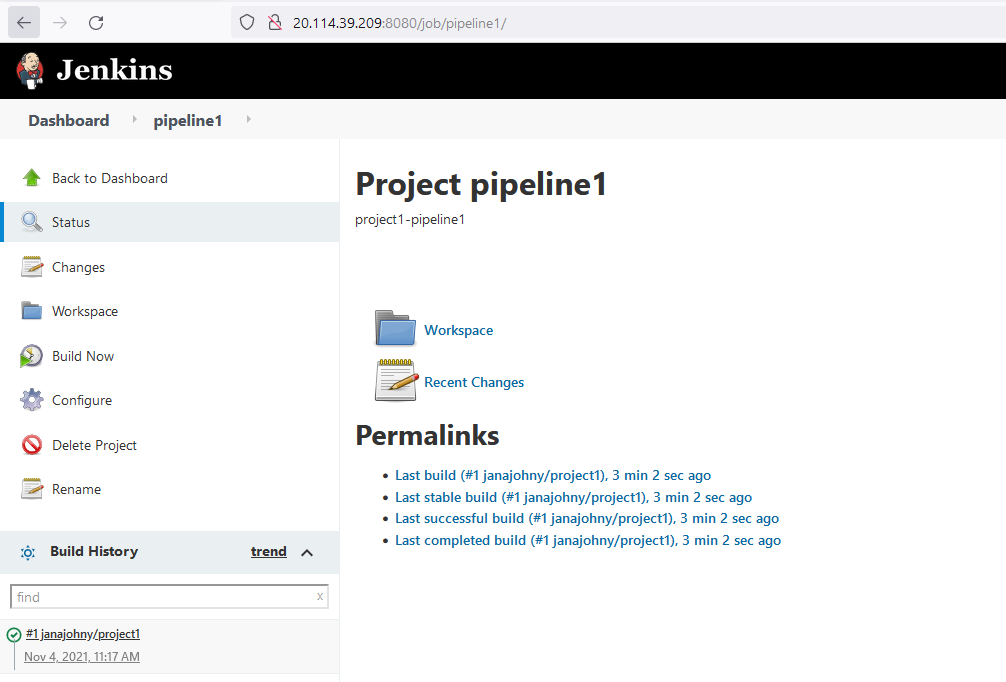 20.114.39.209:8080/job/pipeline1/
Jenkins
Dashboard pipeline1
Back to Dashboard
Status
Changes
Workspace
Build Now
Configure
Delete Project
Rename
Build History trend
find x
#1 janajohny/project1
Nov 4, 2021, 11:17 AM
Project pipeline1
project1-pipeline1
Workspace
Recent Changes
Permalinks
Last build (#1 janajohny/project1), 3 min 2 sec ago
Last stable build (#1 janajohny/project1), 3 min 2 sec ago
Last successful build (#1 janajohny/project1), 3 min 2 sec ago
Last completed build (#1 janajohny/project1), 3 min 2 sec ago